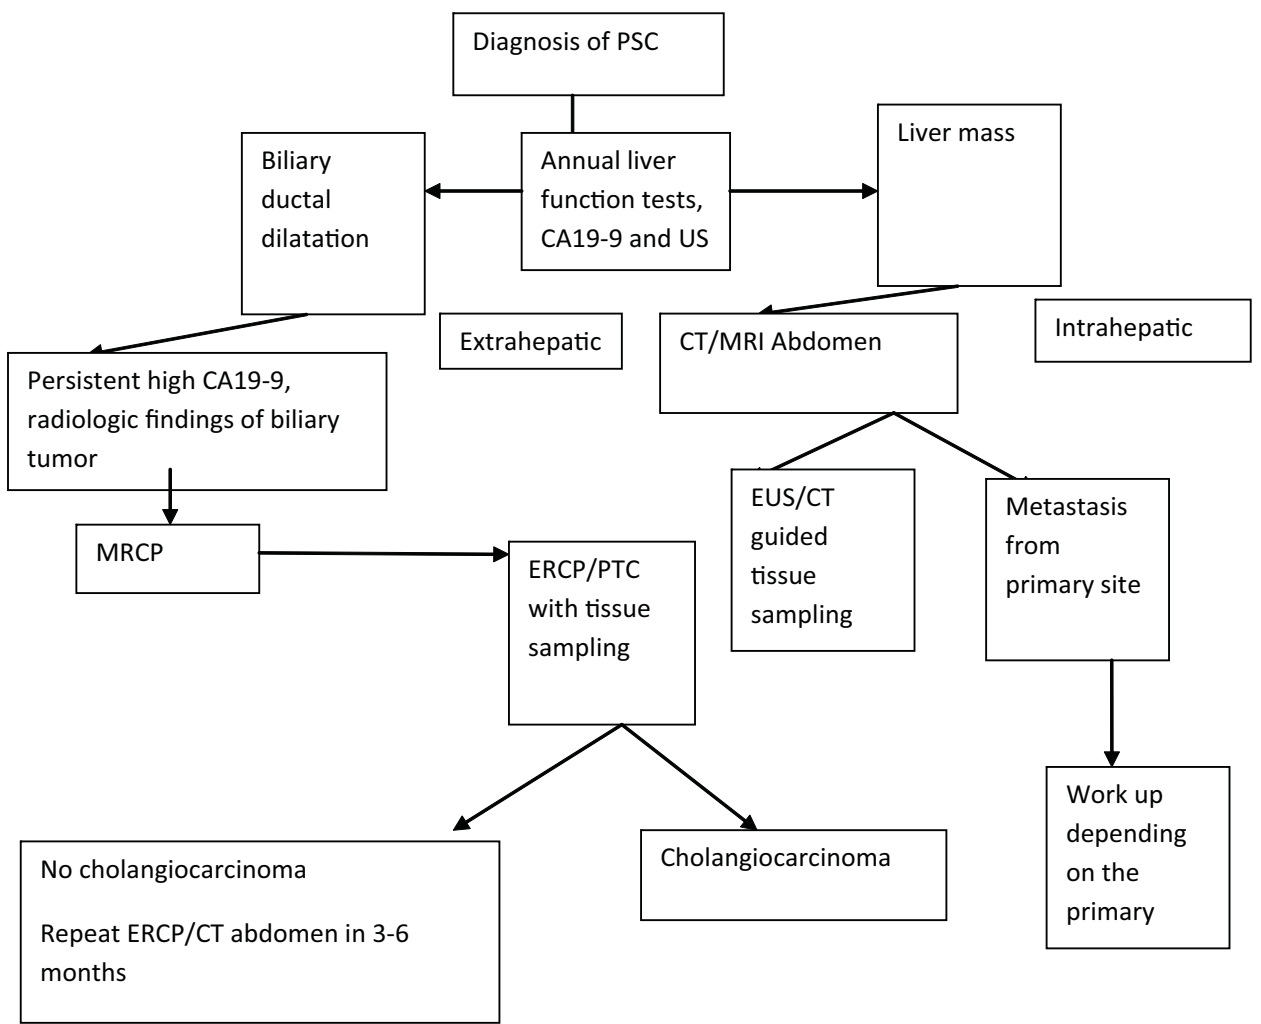 Diagnosis of PSC
Biliary
ductal
dilatation
Annual liver
function tests,
CA19-9 and US
Liver mass
Extrahepatic
CT/MRI Abdomen
Intrahepatic
Persistent high CA19-9,
radiologic findings of biliary
tumor
MRCP
ERCP/PTC
with tissue
sampling
EUS/CT
guided
tissue
sampling
Metastasis
from
primary site
No cholangiocarcinoma
Repeat ERCP/CT abdomen in 3-6
months
Cholangiocarcinoma
Work up
depending
on the
primary